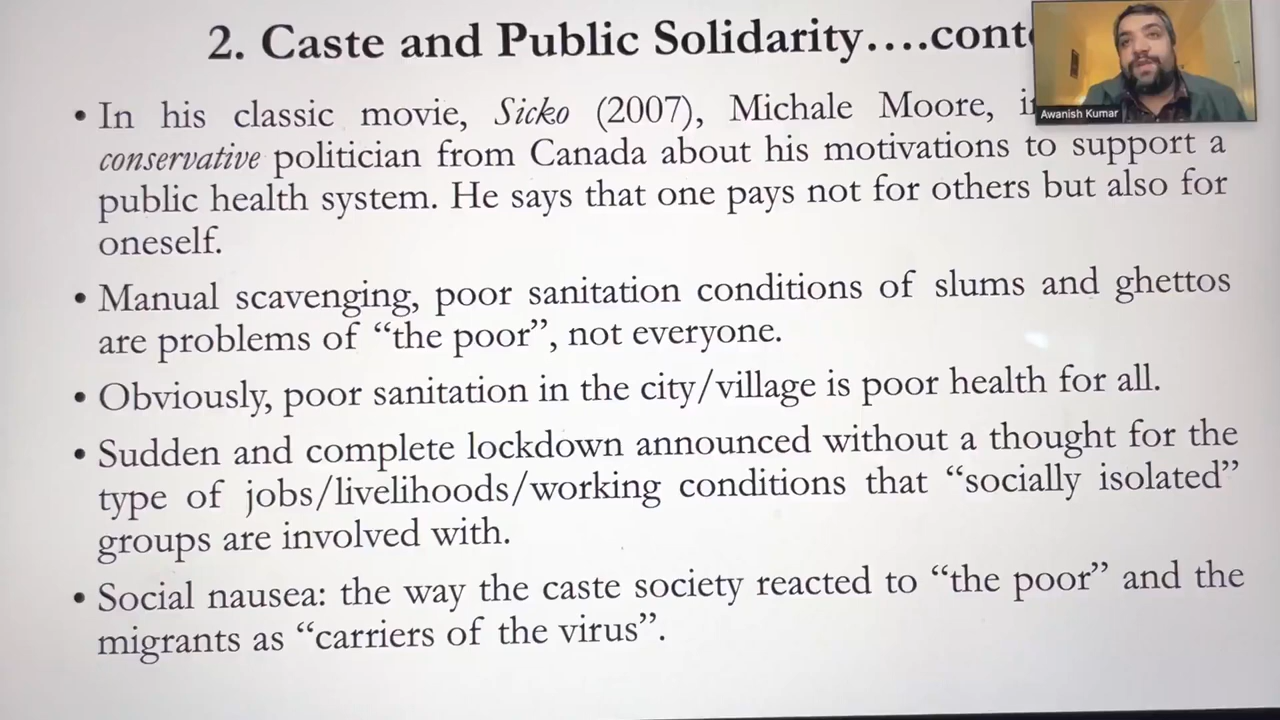 2. Caste and Public Solidarity….cont
• In his classic movie, Sicko (2007), Michale Moore,
conservative politician from Canada about his motivations to support a
public health system. He says that one pays not for others but also for
oneself.
• Manual scavenging, poor sanitation conditions of slums and ghettos
are problems of “the poor”, not everyone.
• Obviously, poor sanitation in the city/village is poor health for all.
• Sudden and complete lockdown announced without a thought for the
type of jobs/livelihoods/working conditions that “socially isolated”
groups are involved with.
• Social nausea: the way the caste society reacted to “the poor” and the
migrants as “carriers of the virus”.
Awanish Kumar